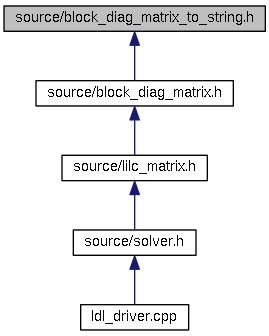 source/block_diag_matrix_to_string.h
source/block_diag_matrix.h
source/lilc_matrix.h
source/solver.h
ldl_driver.cpp